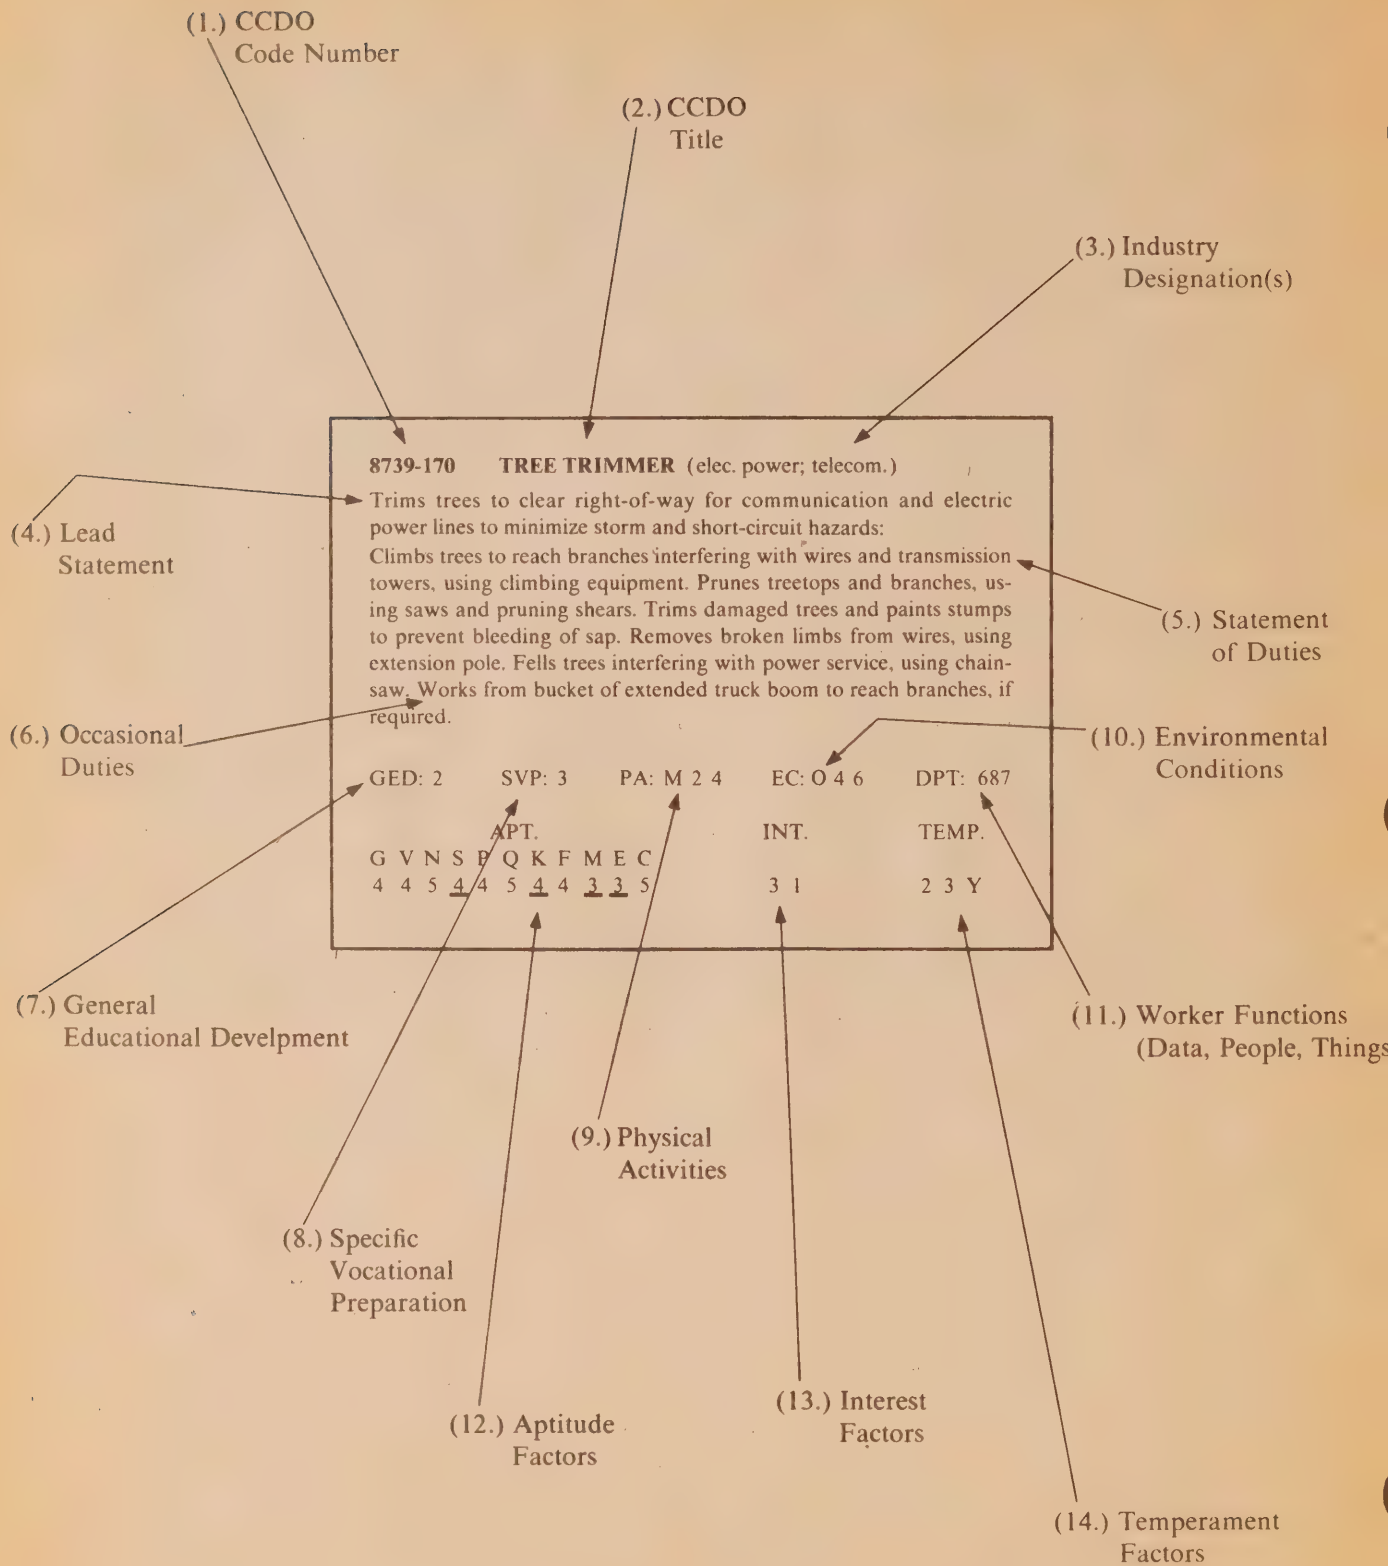 (1.) CCDO
Code Number
(2.) CCDO
Title
(3.) Industry
Designation(s)
8739-170 TREE TRIMMER (elec. power; telecom.)
Trims trees to clear right-of-way for communication and electric
power lines to minimize storm and short-circuit hazards:
Climbs trees to reach branches interfering with wires and transmission
towers, using climbing equipment. Prunes treetops and branches, us-
ing saws and pruning shears. Trims damaged trees and paints stumps
to prevent bleeding of sap. Removes broken limbs from wires, using
extension pole. Fells trees interfering with power service, using chain-
saw. Works from bucket of extended truck boom to reach branches, if
required.
(4.) Lead
Statement
(5.) Statement
of Duties
(6.) Occasional
Duties
(10.) Environmental
Conditions
GED: 2 SVP: 3 PA: M 2 4 EC: O 4 6 DPT: 687
APT. INT. TEMP.
G V N S P Q K F M E C
4 4 5 4 4 5 4 4 3 3 5 3 1 2 3 Y
(7.) General
Educational Develpment
(11.) Worker Functions
(Data, People, Things
(9.) Physical
Activities
(8.) Specific
Vocational
Preparation
(12.) Aptitude
Factors
(13.) Interest
Factors
(14.) Temperament
Factors